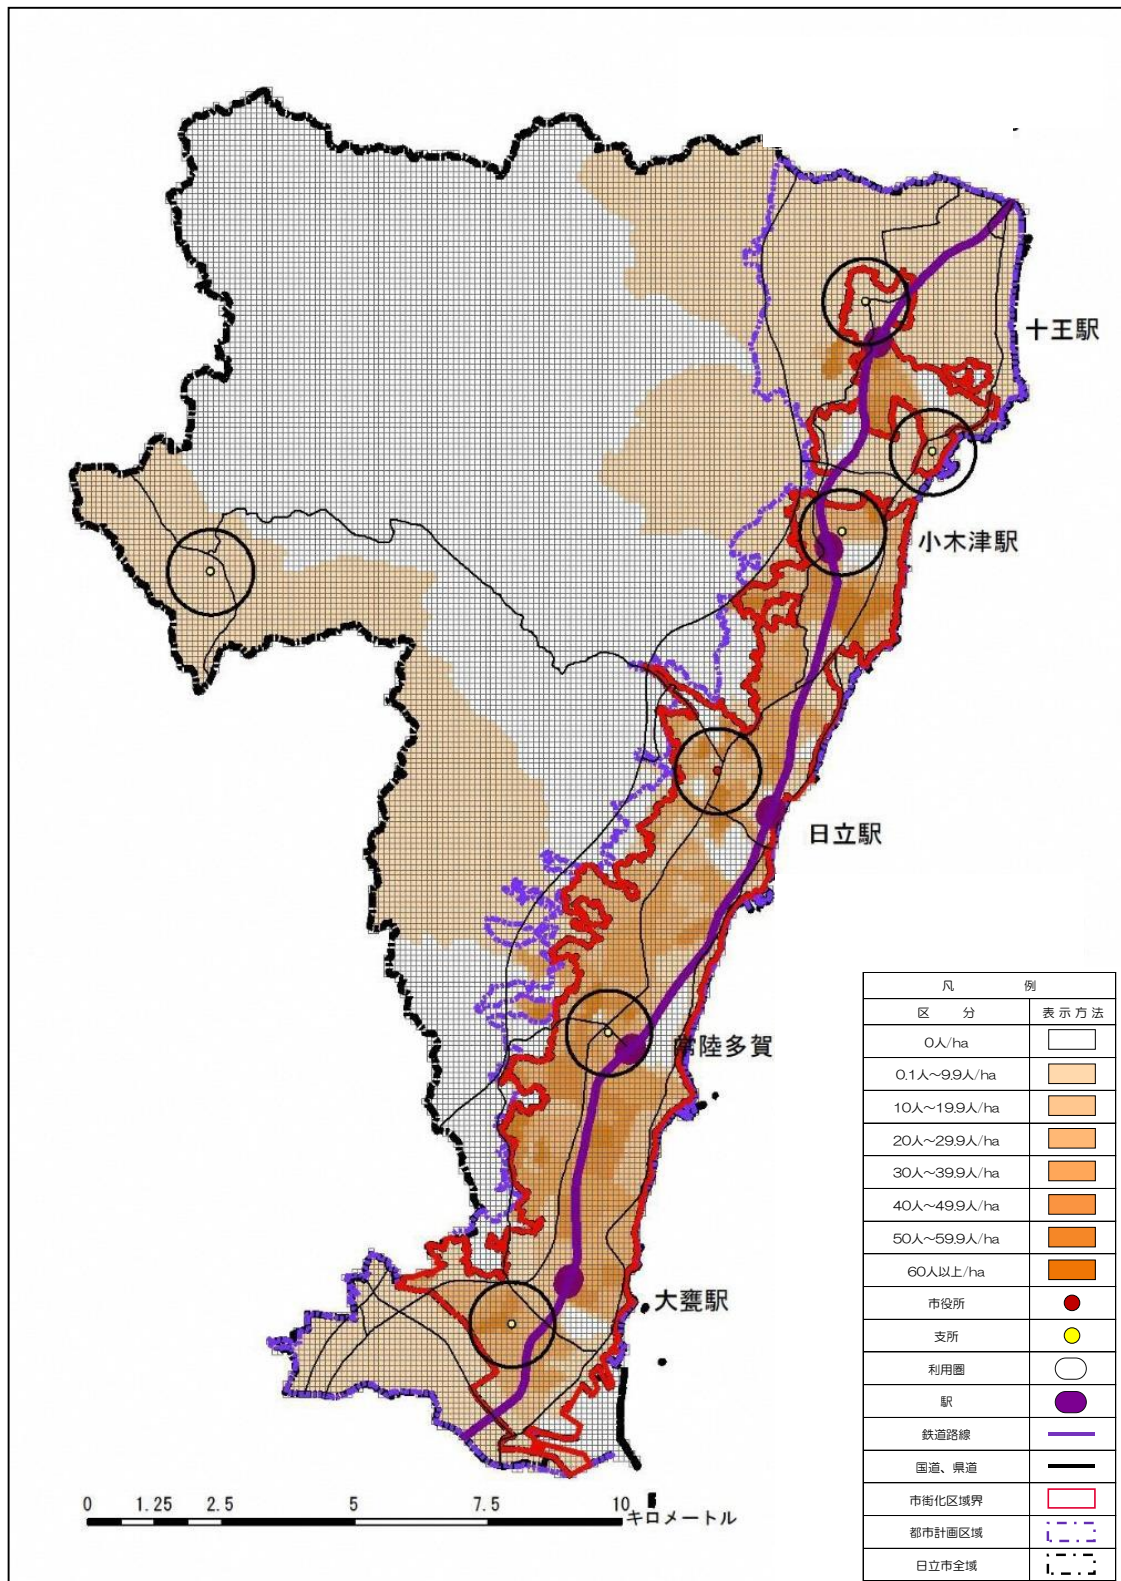 十王駅
小木津駅
日立駅
常陸多賀
大甕駅
凡 例
区 分 表示方法
0人/ha
0.1人～9.9人/ha
10人～19.9人/ha
20人～29.9人/ha
30人～39.9人/ha
40人～49.9人/ha
50人～59.9人/ha
60人以上/ha
市役所
支所
利用圏
駅
鉄道路線
国道、県道
市街化区域界
都市計画区域
日立市全域
0 1.25 2.5 5 7.5 10
キロメートル